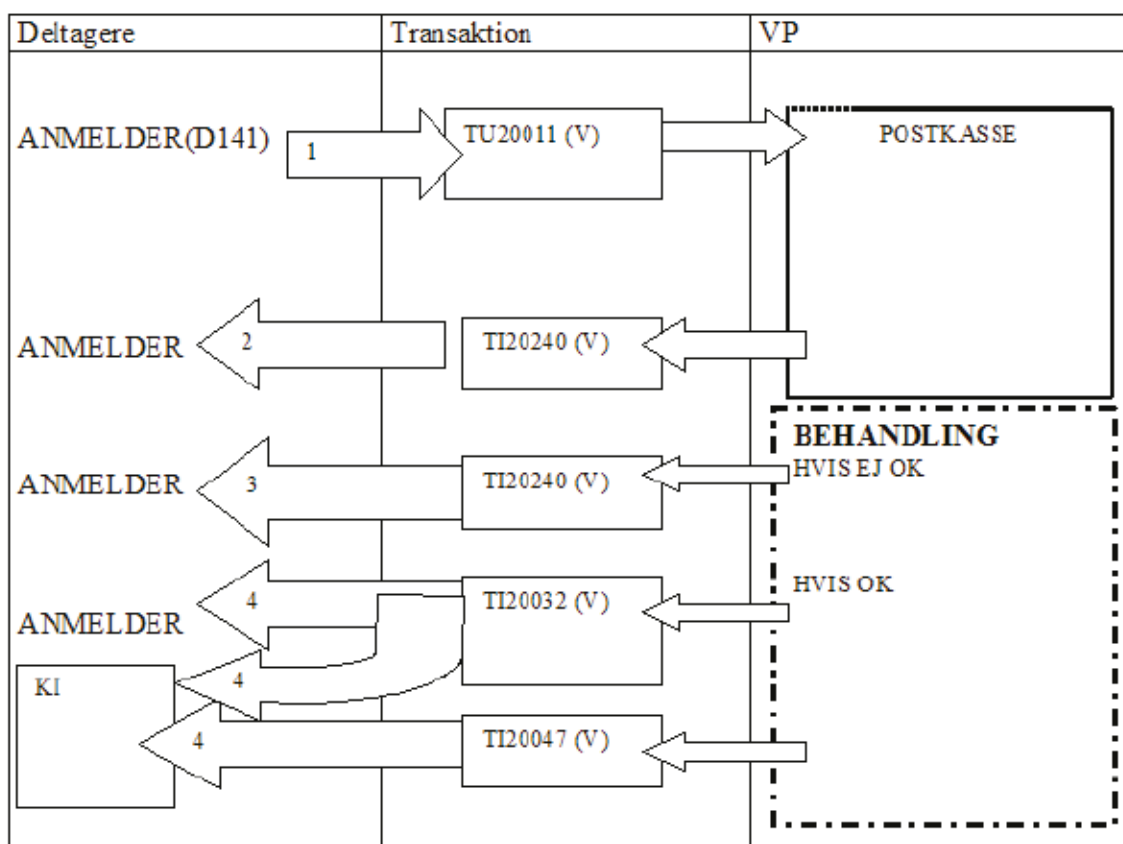 Deltagere Transaktion VP
ANMELDER(D141) 1 TU20011 (V) POSTKASSE
ANMELDER 2 TI20240 (V)
BEHANDLING
ANMELDER 3 TI20240 (V) HVIS EJ OK
4 TI20032 (V) HVIS OK
ANMELDER
KI 4
4 TI20047 (V)